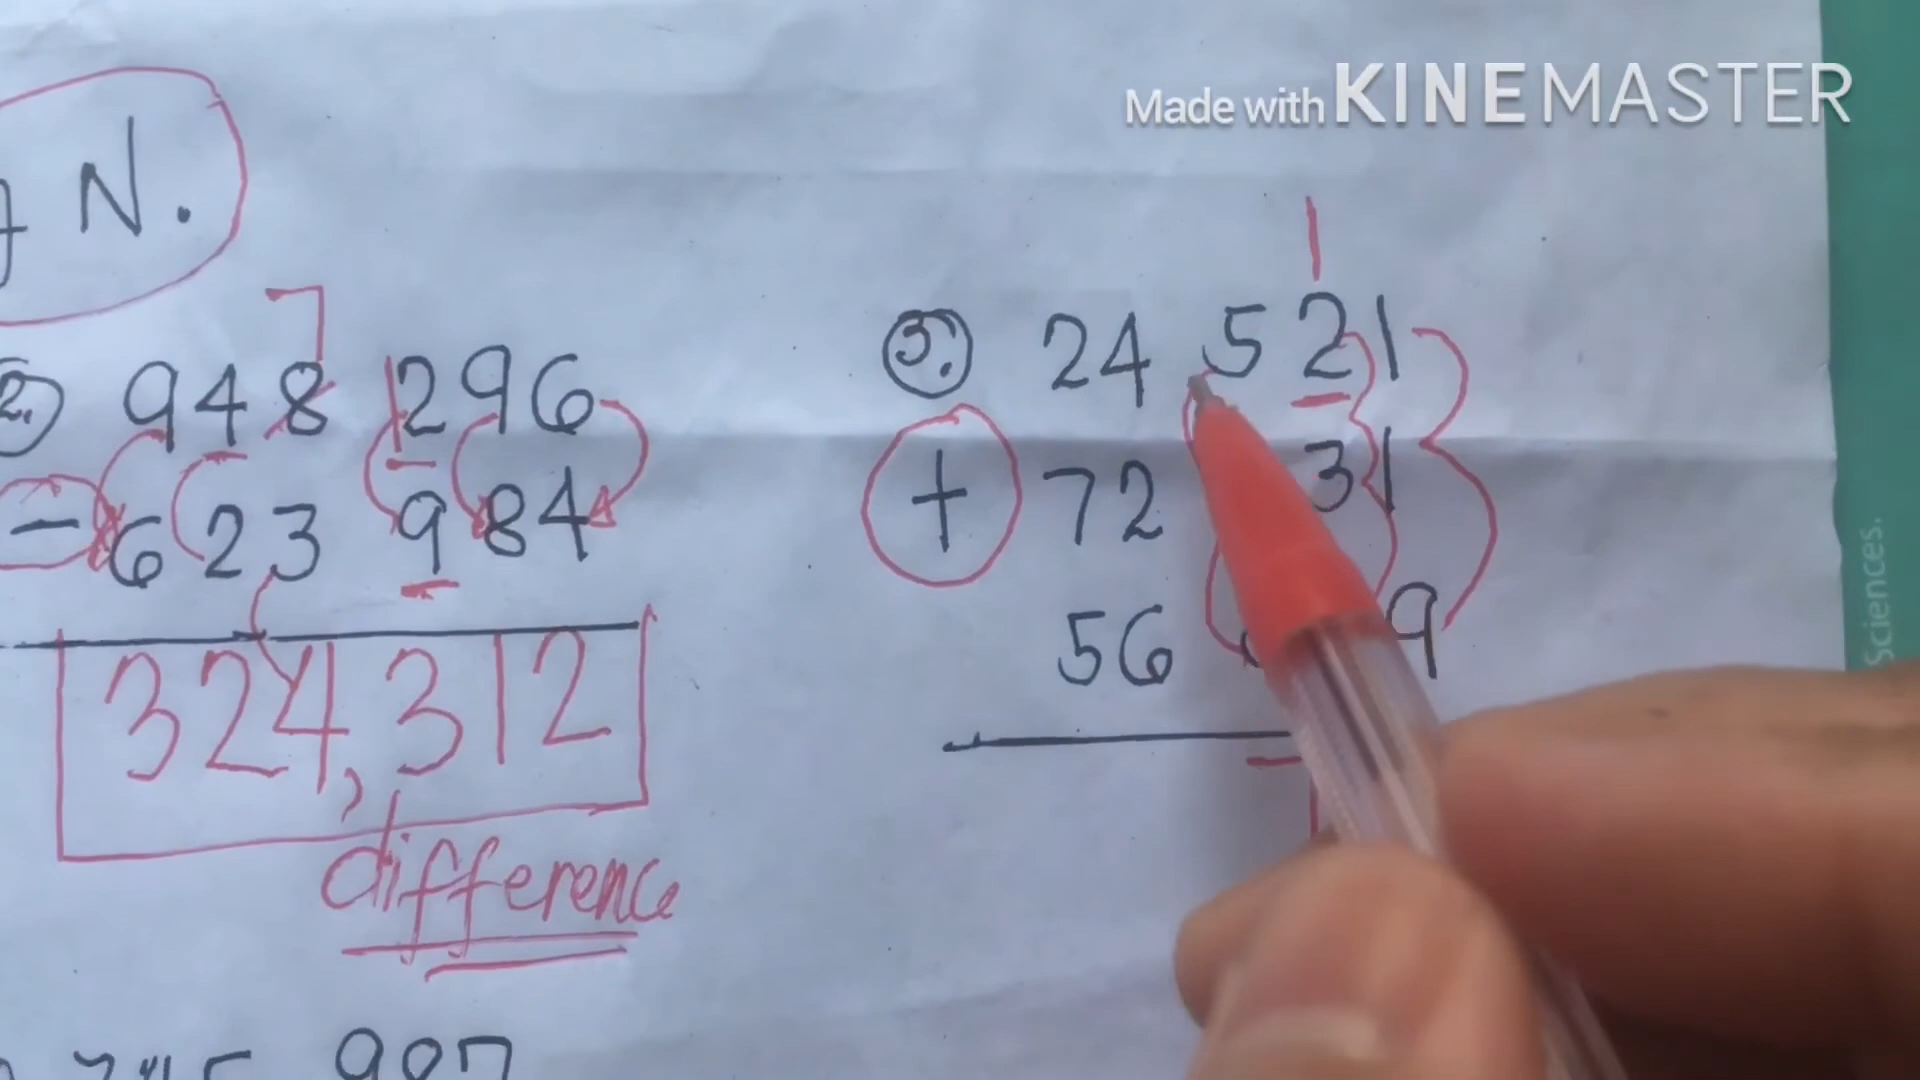 Made with KINEMASTER
N.
2. 948 296
- 623 984
324,312
difference
3. 24 521
+ 72 31
56 9
Sciences.